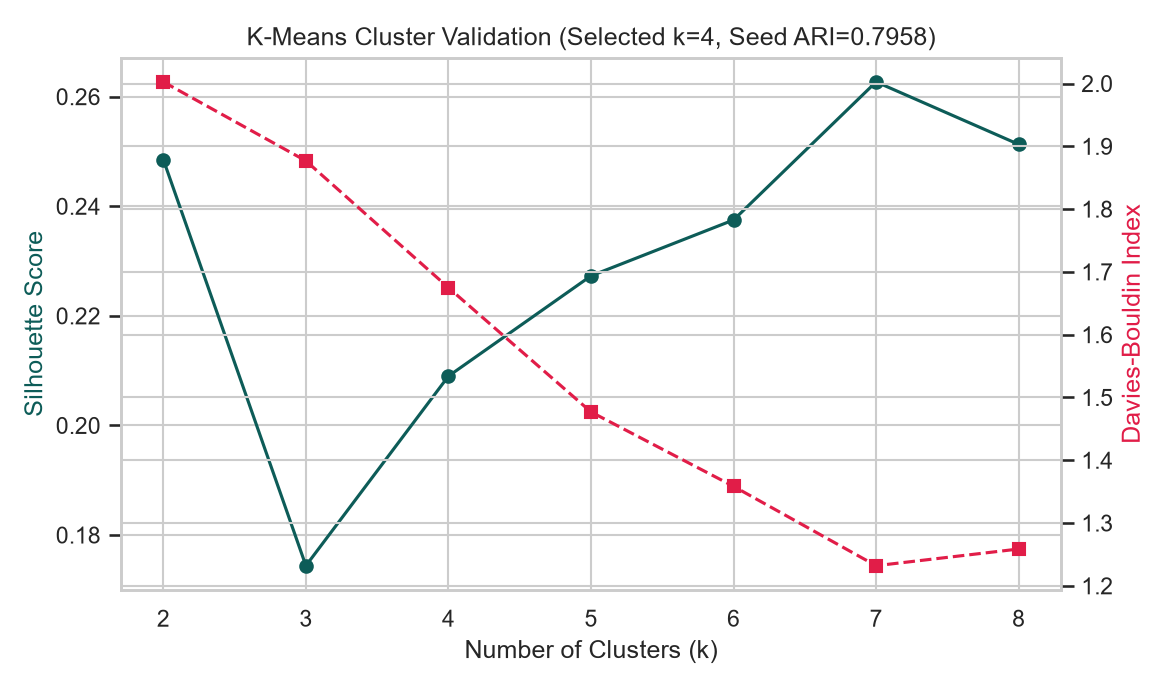 K-Means Cluster Validation (Selected k=4, Seed ARI=0.7958)
Silhouette Score
0.26
0.24
0.22
0.20
0.18
2.0
1.9
1.8
1.7
1.6
1.5
1.4
1.3
1.2
Davies-Bouldin Index
2 3 4 5 6 7 8
Number of Clusters (k)